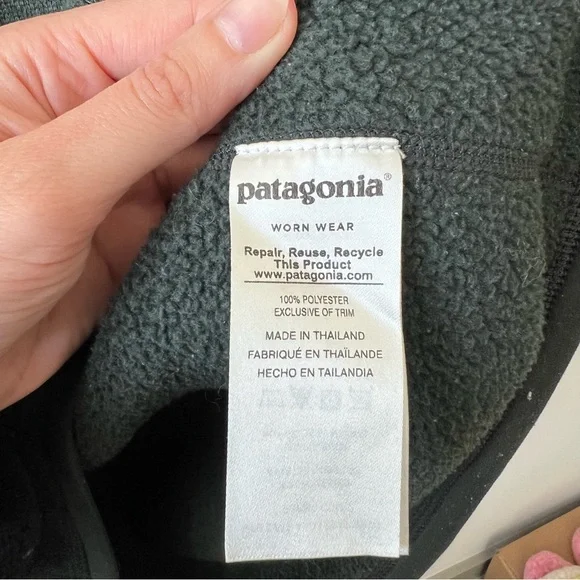 patagonia®
WORN WEAR
Repair, Reuse, Recycle
This Product
www.patagonia.com
100% POLYESTER
EXCLUSIVE OF TRIM
MADE IN THAILAND
FABRIQUÉ EN THAÏLANDE
HECHO EN TAILANDIA